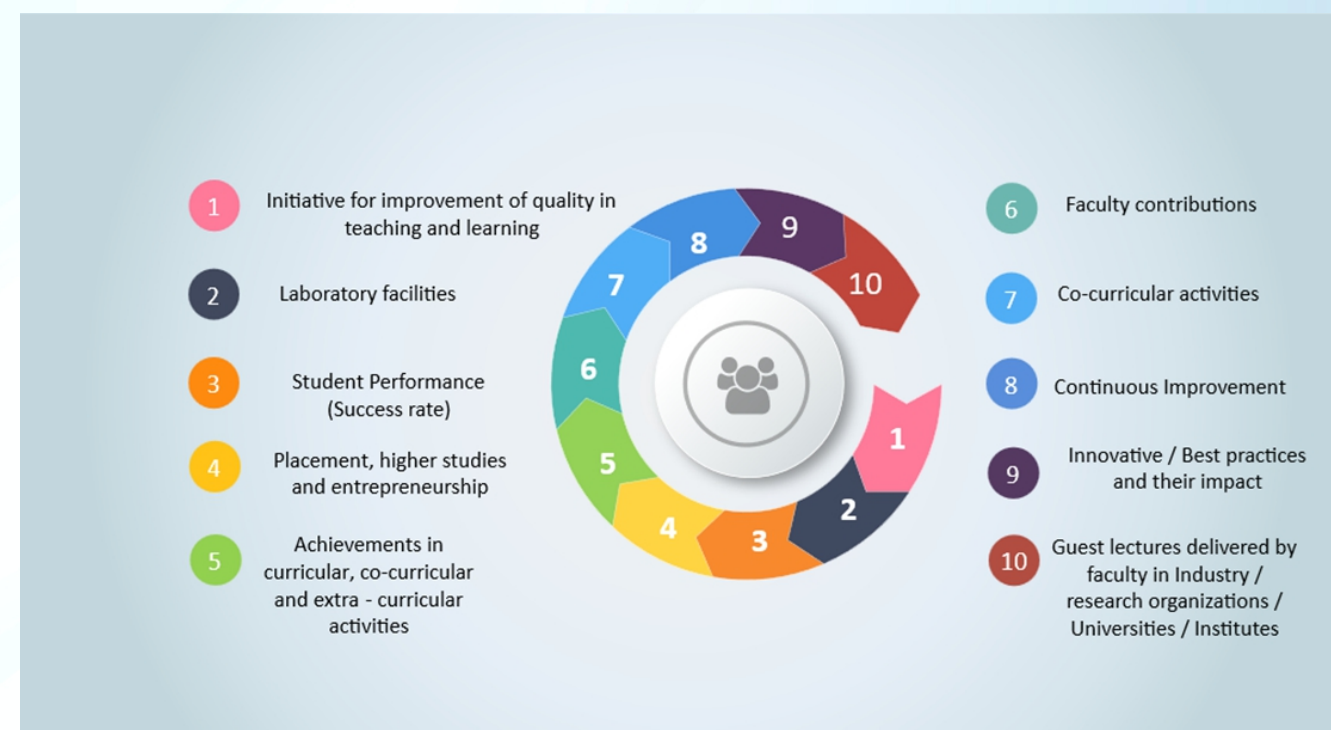 1
Initiative for improvement of quality in
teaching and learning
2
Laboratory facilities
3
Student Performance
(Success rate)
4
Placement, higher studies
and entrepreneurship
5
Achievements in
curricular, co-curricular
and extra - curricular
activities
1
2
3
4
5
6
7
8
9
10
6
Faculty contributions
7
Co-curricular activities
8
Continuous Improvement
9
Innovative / Best practices
and their impact
10
Guest lectures delivered by
faculty in Industry /
research organizations /
Universities / Institutes